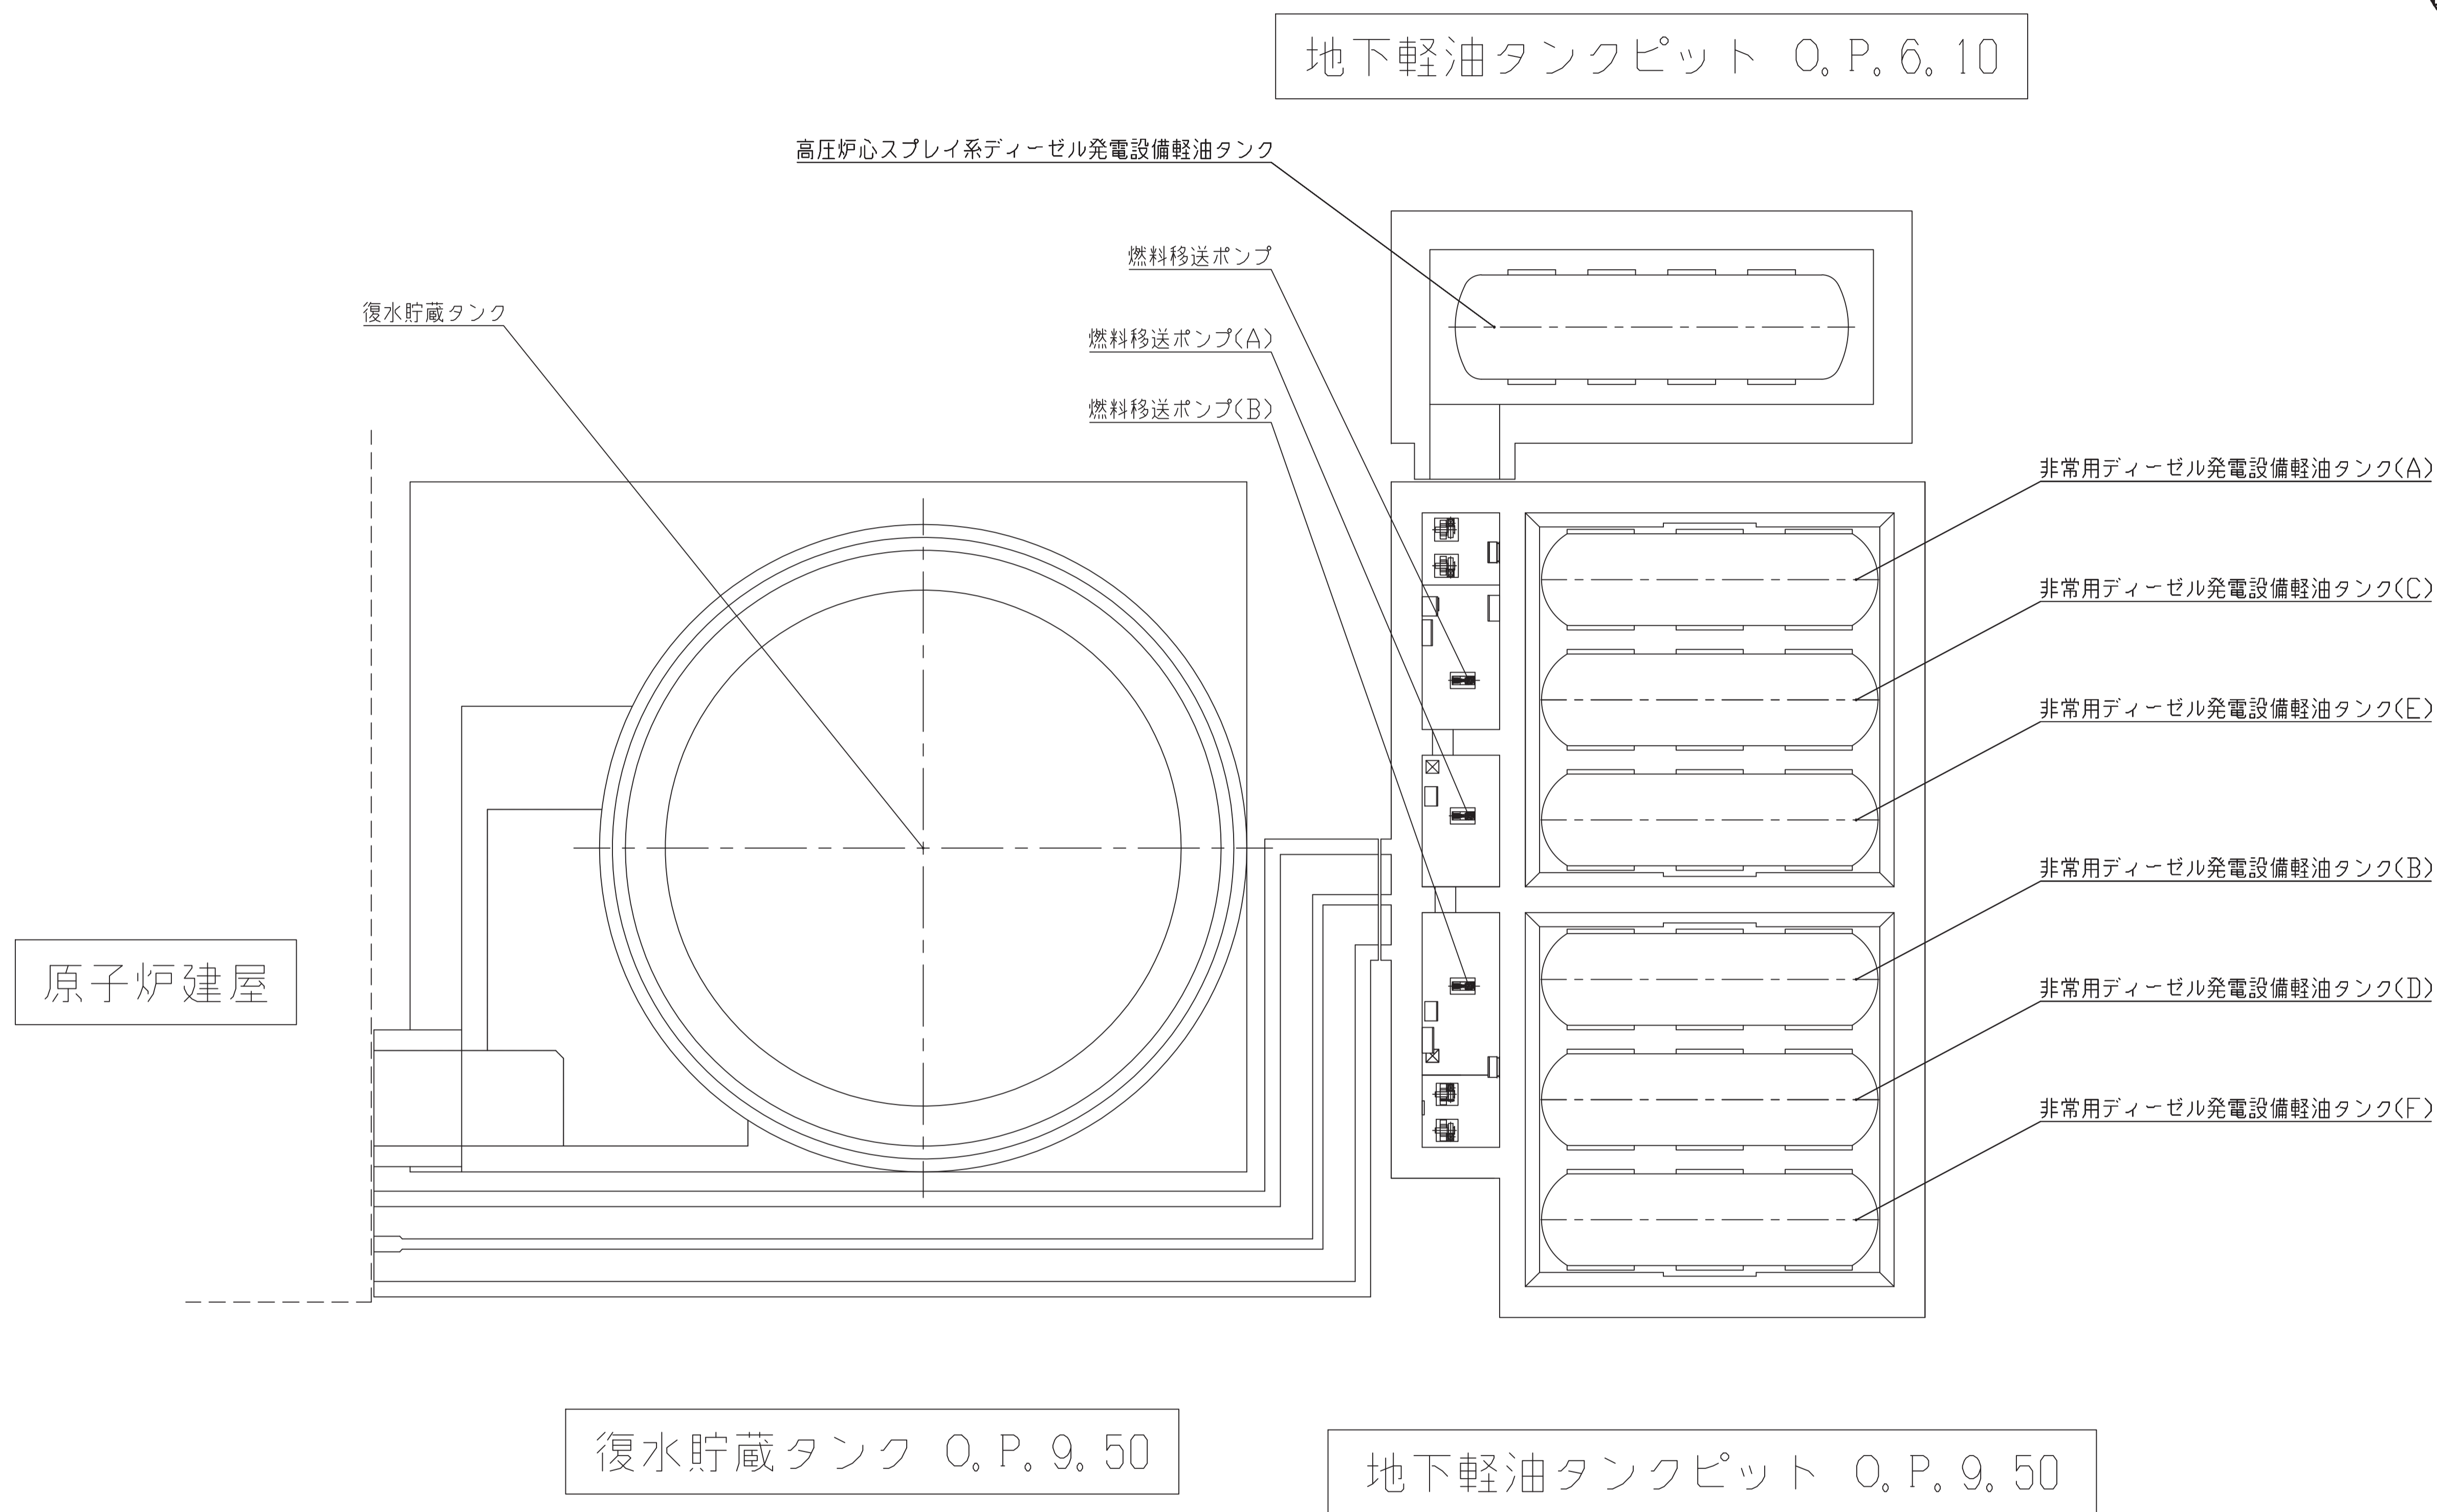 地下軽油タンクピット O.P.6.10
高圧炉心スプレイ系ディーゼル発電設備軽油タンク
燃料移送ポンプ
復水貯蔵タンク
燃料移送ポンプ(A)
燃料移送ポンプ(B)
非常用ディーゼル発電設備軽油タンク(A)
非常用ディーゼル発電設備軽油タンク(C)
非常用ディーゼル発電設備軽油タンク(E)
非常用ディーゼル発電設備軽油タンク(B)
原子炉建屋
非常用ディーゼル発電設備軽油タンク(D)
非常用ディーゼル発電設備軽油タンク(F)
復水貯蔵タンク O.P.9.50
地下軽油タンクピット O.P.9.50